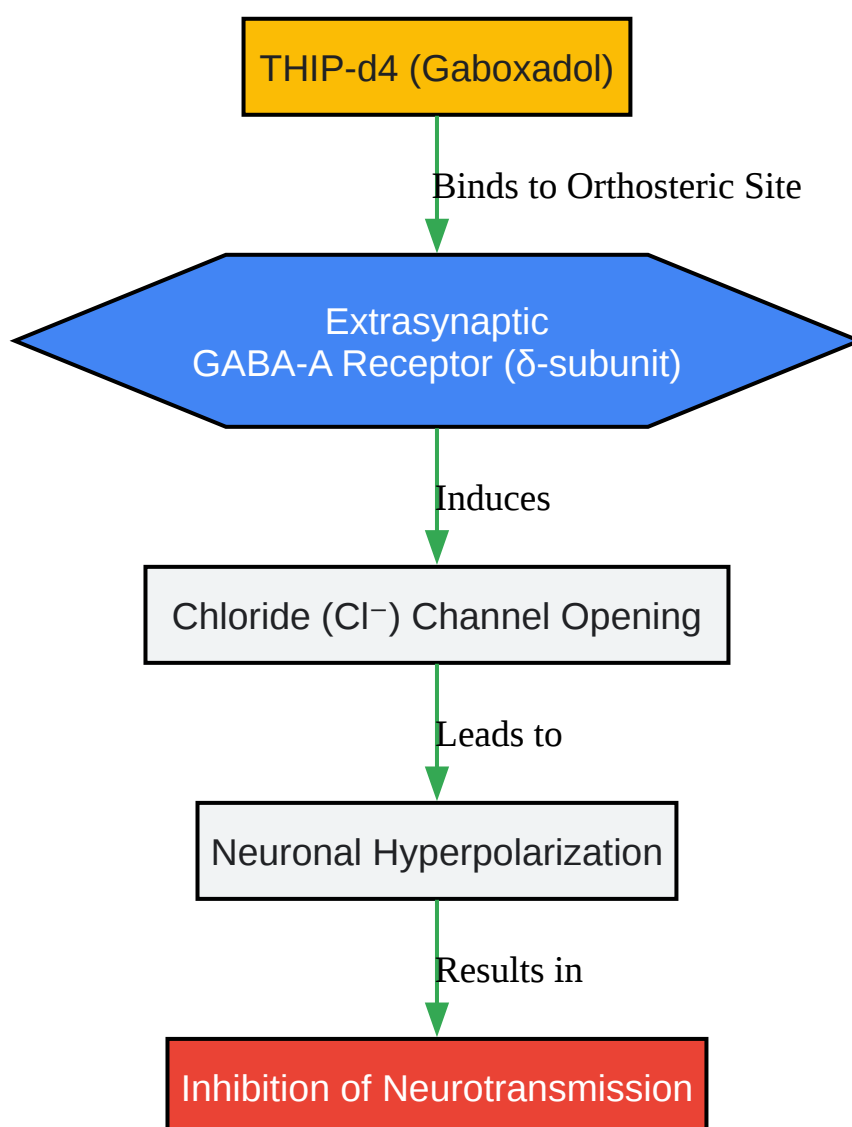 THIP-d4 (Gaboxadol)
Binds to Orthosteric Site
Extrasynaptic
GABA-A Receptor (δ-subunit)
Induces
Chloride (Cl⁻) Channel Opening
Leads to
Neuronal Hyperpolarization
Results in
Inhibition of Neurotransmission